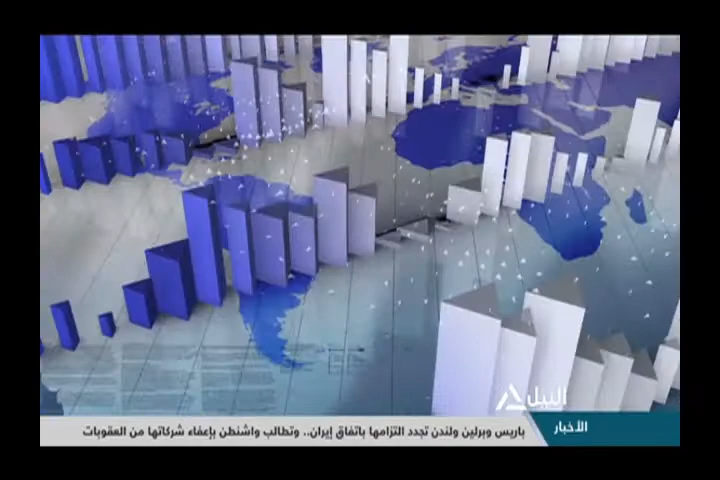 النيل
الأخبار
باريس وبرلين ولندن تجدد التزامها باتفاق إيران.. وتطالب واشنطن بإعفاء شركاتها من العقوبات